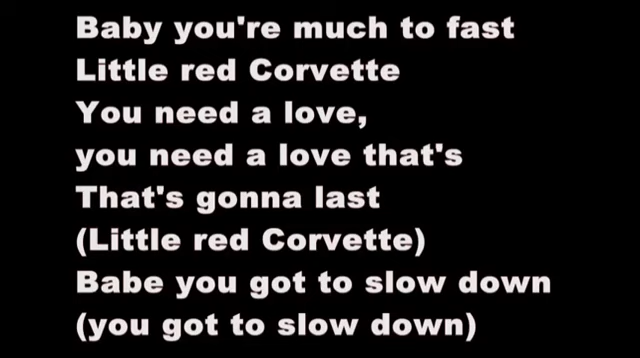 Baby you're much to fast
Little red Corvette
You need a love,
you need a love that's
That's gonna last
(Little red Corvette)
Babe you got to slow down
(you got to slow down)